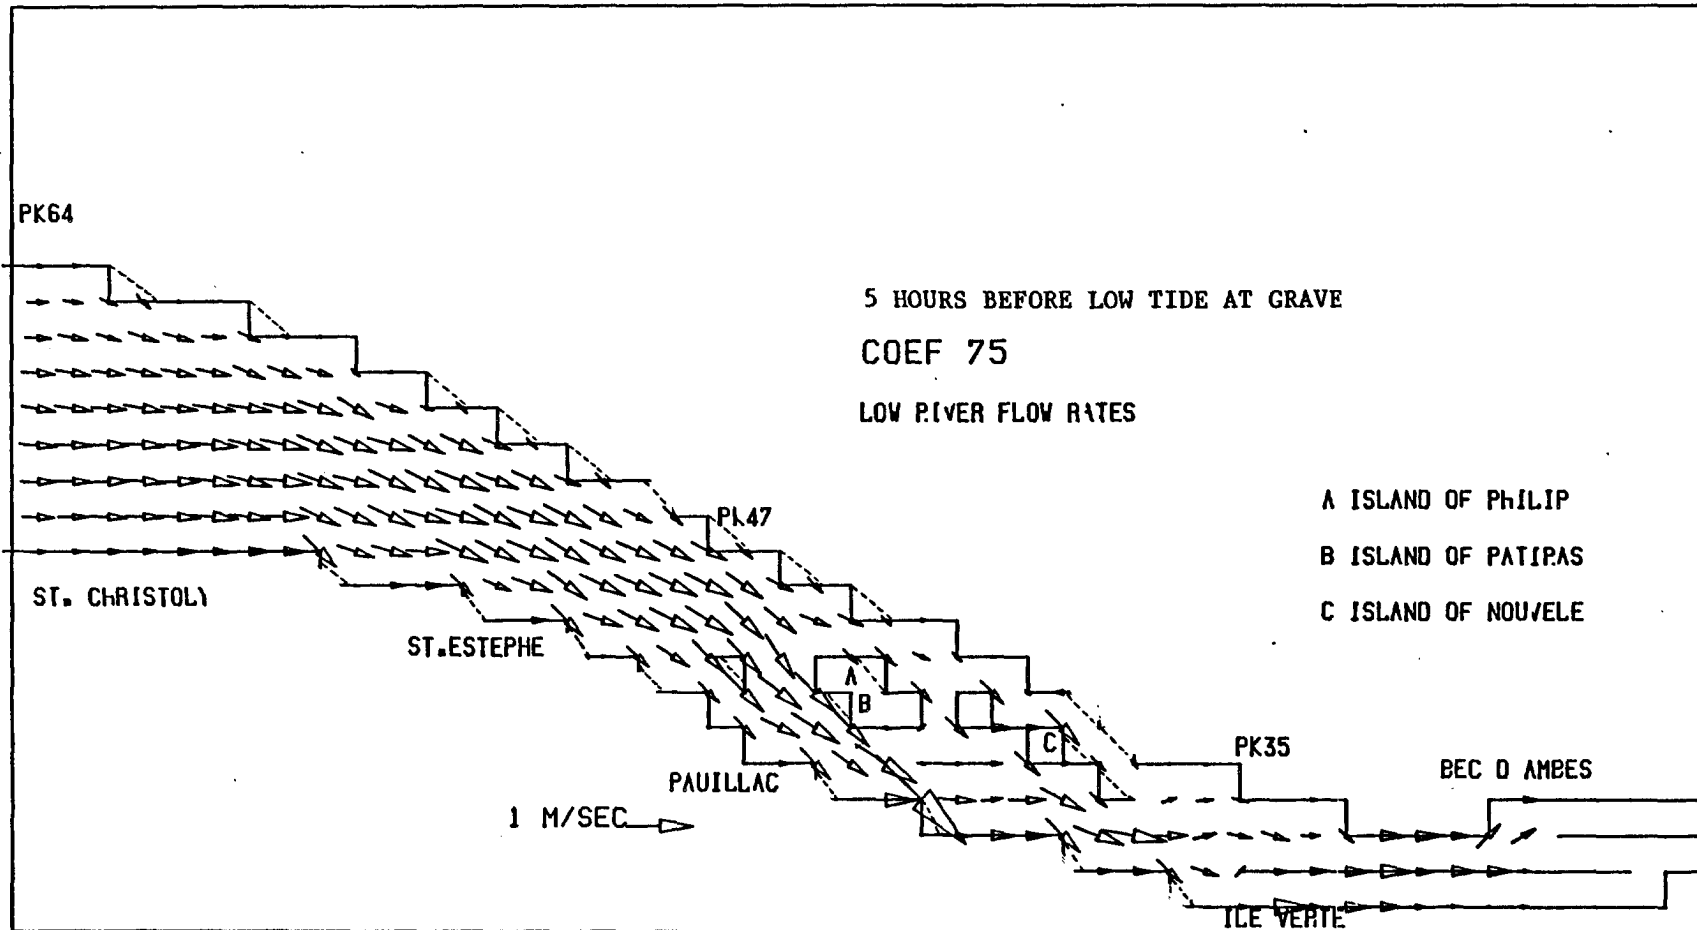 PK64
5 HOURS BEFORE LOW TIDE AT GRAVE
COEF 75
LOW RIVER FLOW RATES
A ISLAND OF PHILIP
PK47
B ISLAND OF PATIRAS
ST. CHRISTOLY
C ISLAND OF NOUVELE
ST.ESTEPHE
A
B
C
PK35
PAUILLAC
BEC D AMBES
1 M/SEC
ILE VERTE